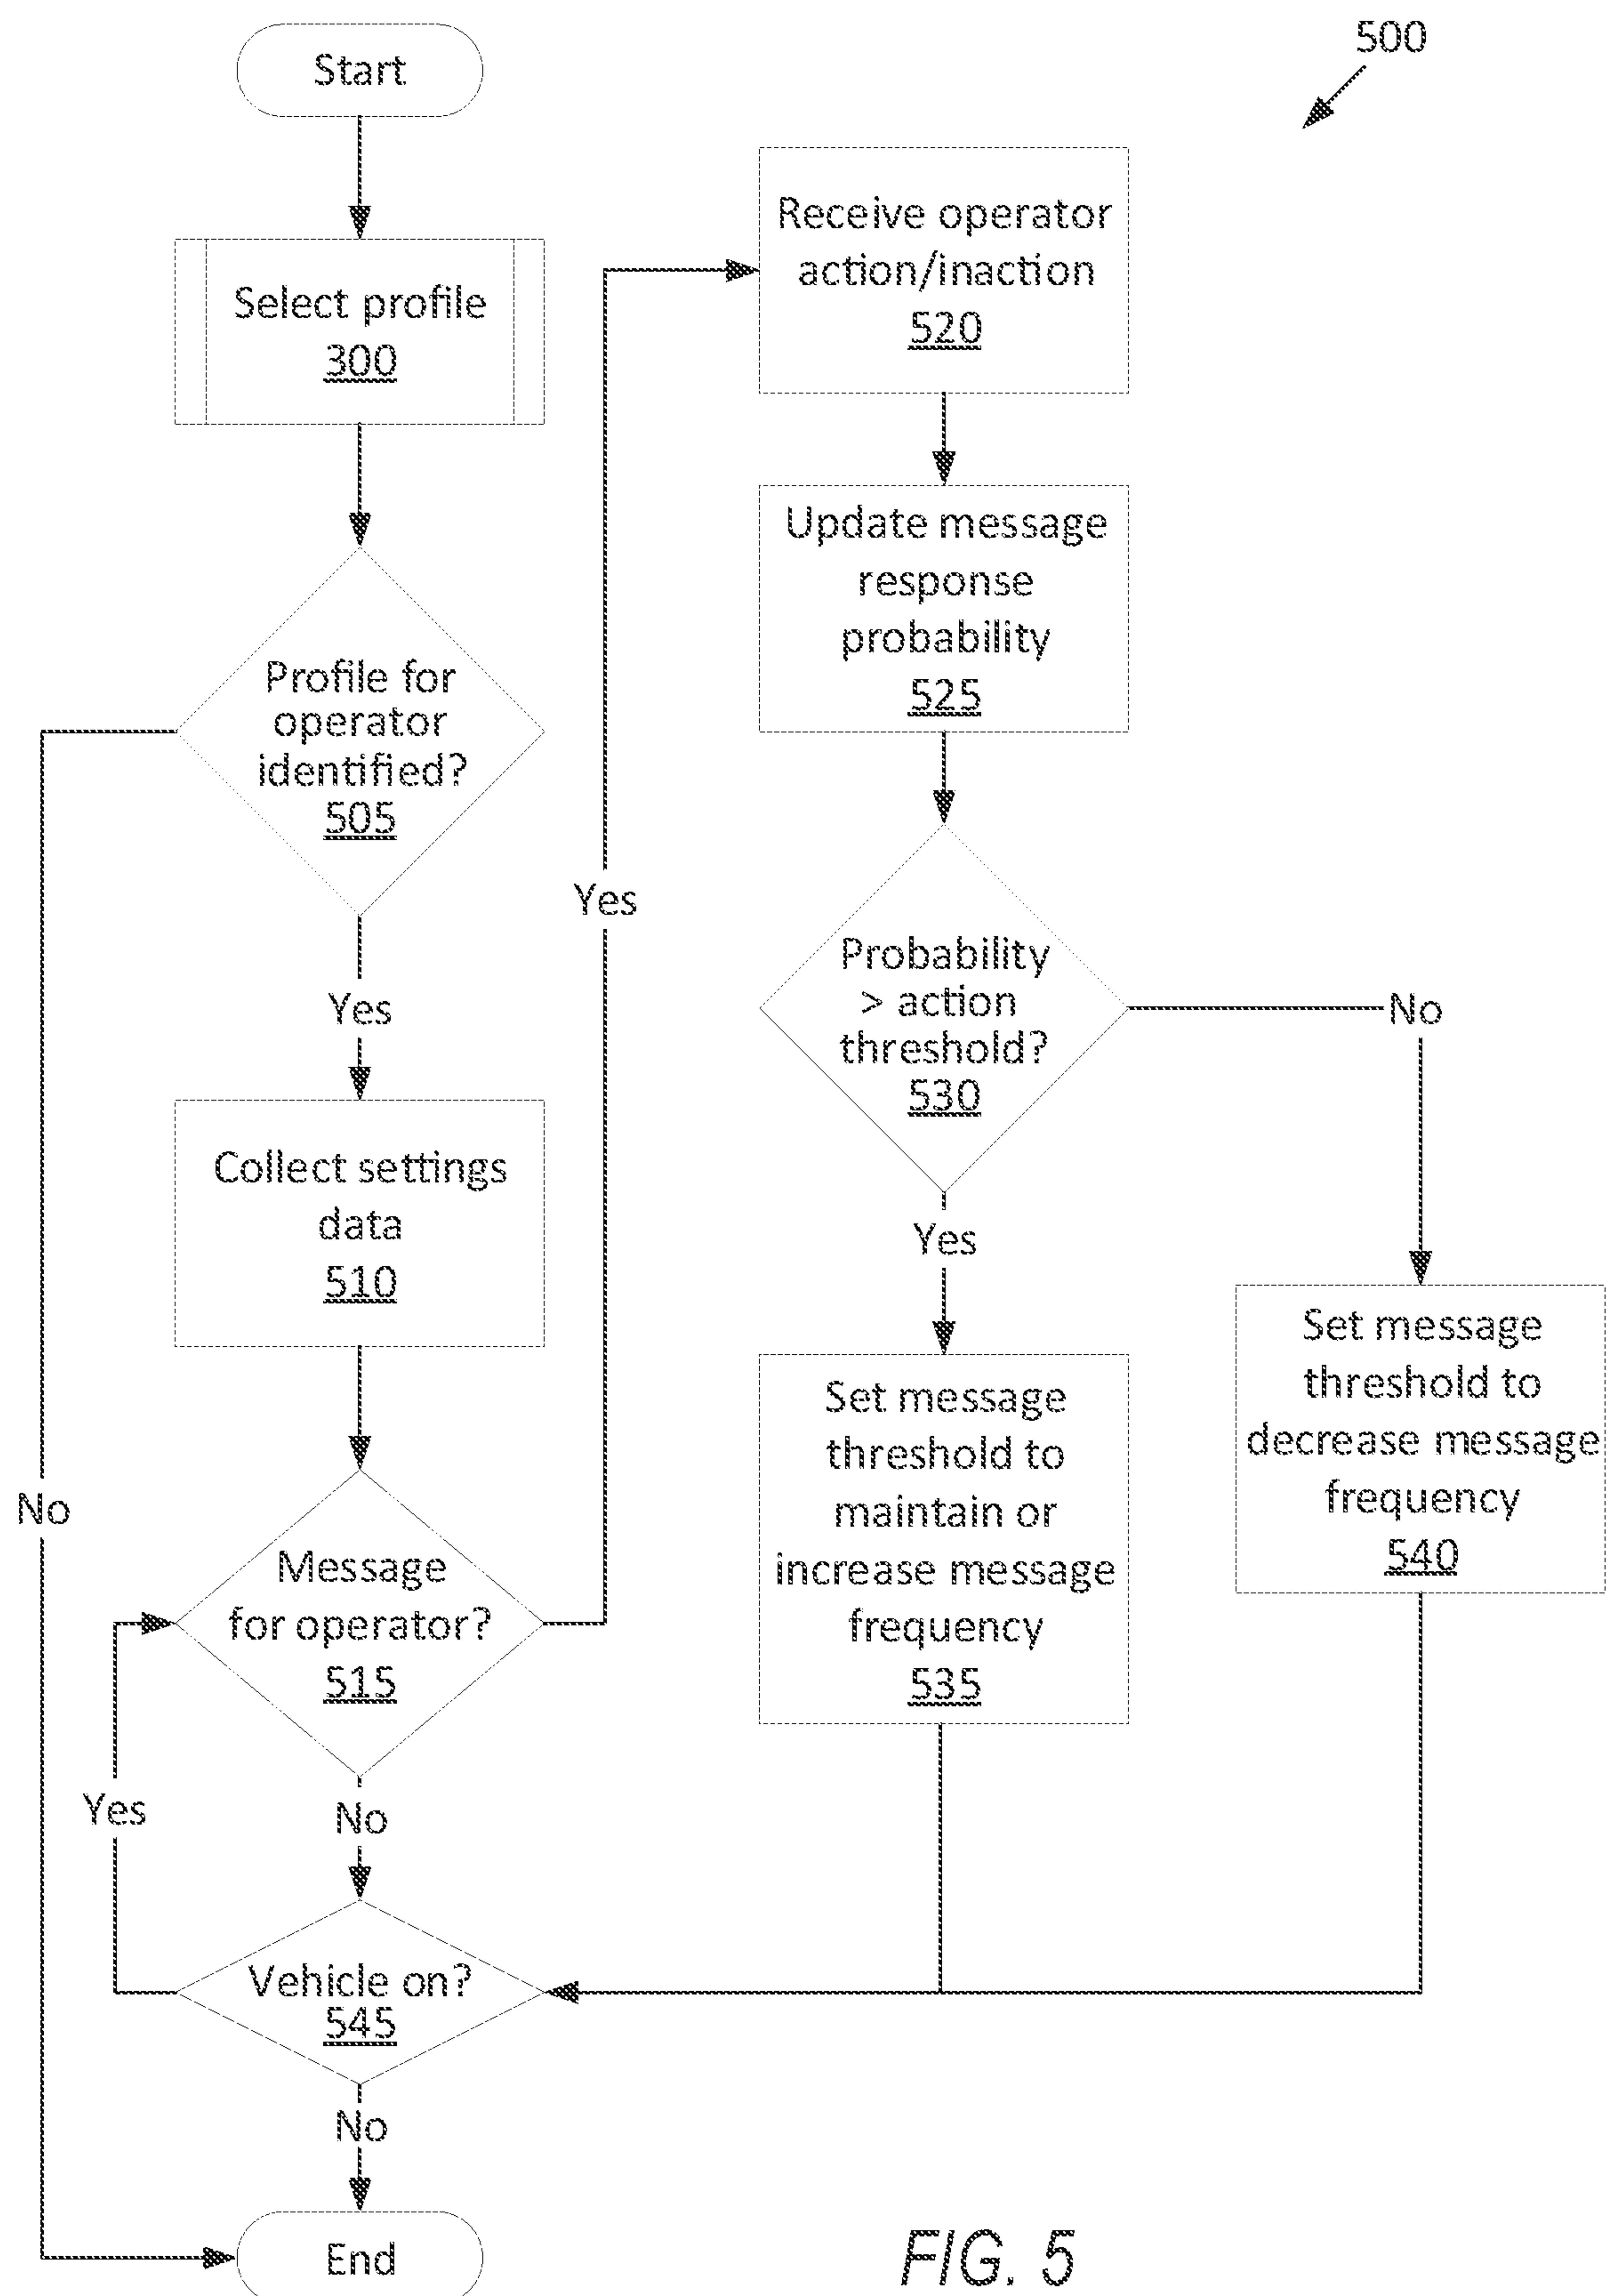 500
Start
Select profile
300
Profile for
operator
identified?
505
Yes
Collect settings
data
510
Message
for operator?
515
Yes
No
Vehicle on?
545
Yes
No
End
No
Receive operator
action/inaction
520
Update message
response
probability
525
Probability
> action
threshold?
530
Yes
No
Set message
threshold to
maintain or
increase message
frequency
535
Set message
threshold to
decrease message
frequency
540
FIG. 5